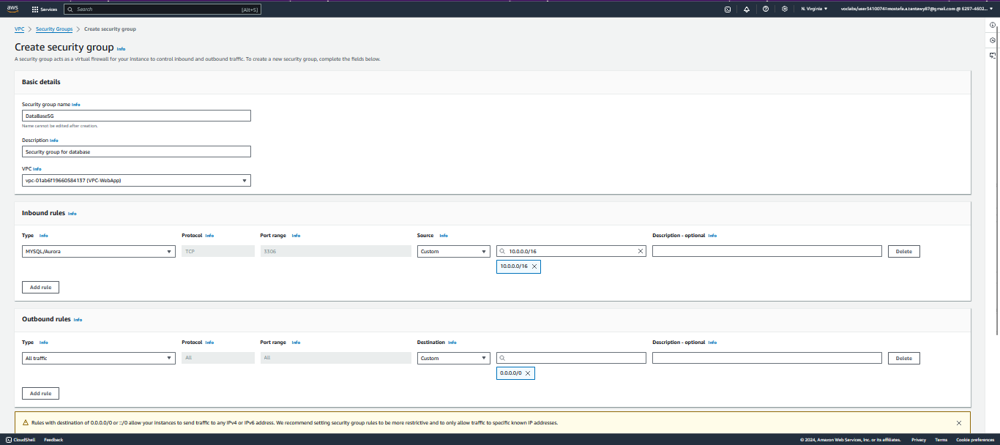 aws Services Search [Alt+S] N. Virginia voclabs/user3410074=mostefa.a.tantawy87@gmail.com @ 6297-4602...
VPC > Security Groups > Create security group
Create security group Info
A security group acts as a virtual firewall for your instance to control inbound and outbound traffic. To create a new security group, complete the fields below.
Basic details
Security group name Info
DataBaseSG
Name cannot be edited after creation.
Description Info
Security group for database
VPC Info
vpc-01ab6f19660584137 (VPC-WebApp)
Inbound rules Info
Type Info Protocol Info Port range Info Source Info Description - optional Info
MYSQL/Aurora TCP 3306 Custom 10.0.0.0/16 Delete
10.0.0.0/16
Add rule
Outbound rules Info
Type Info Protocol Info Port range Info Destination Info Description - optional Info
All traffic All All Custom Delete
0.0.0.0/0
Add rule
Rules with destination of 0.0.0.0/0 or ::/0 allow your instances to send traffic to any IPv4 or IPv6 address. We recommend setting security group rules to be more restrictive and to only allow traffic to specific known IP addresses.
CloudShell Feedback © 2024, Amazon Web Services, Inc. or its affiliates. Privacy Terms Cookie preferences